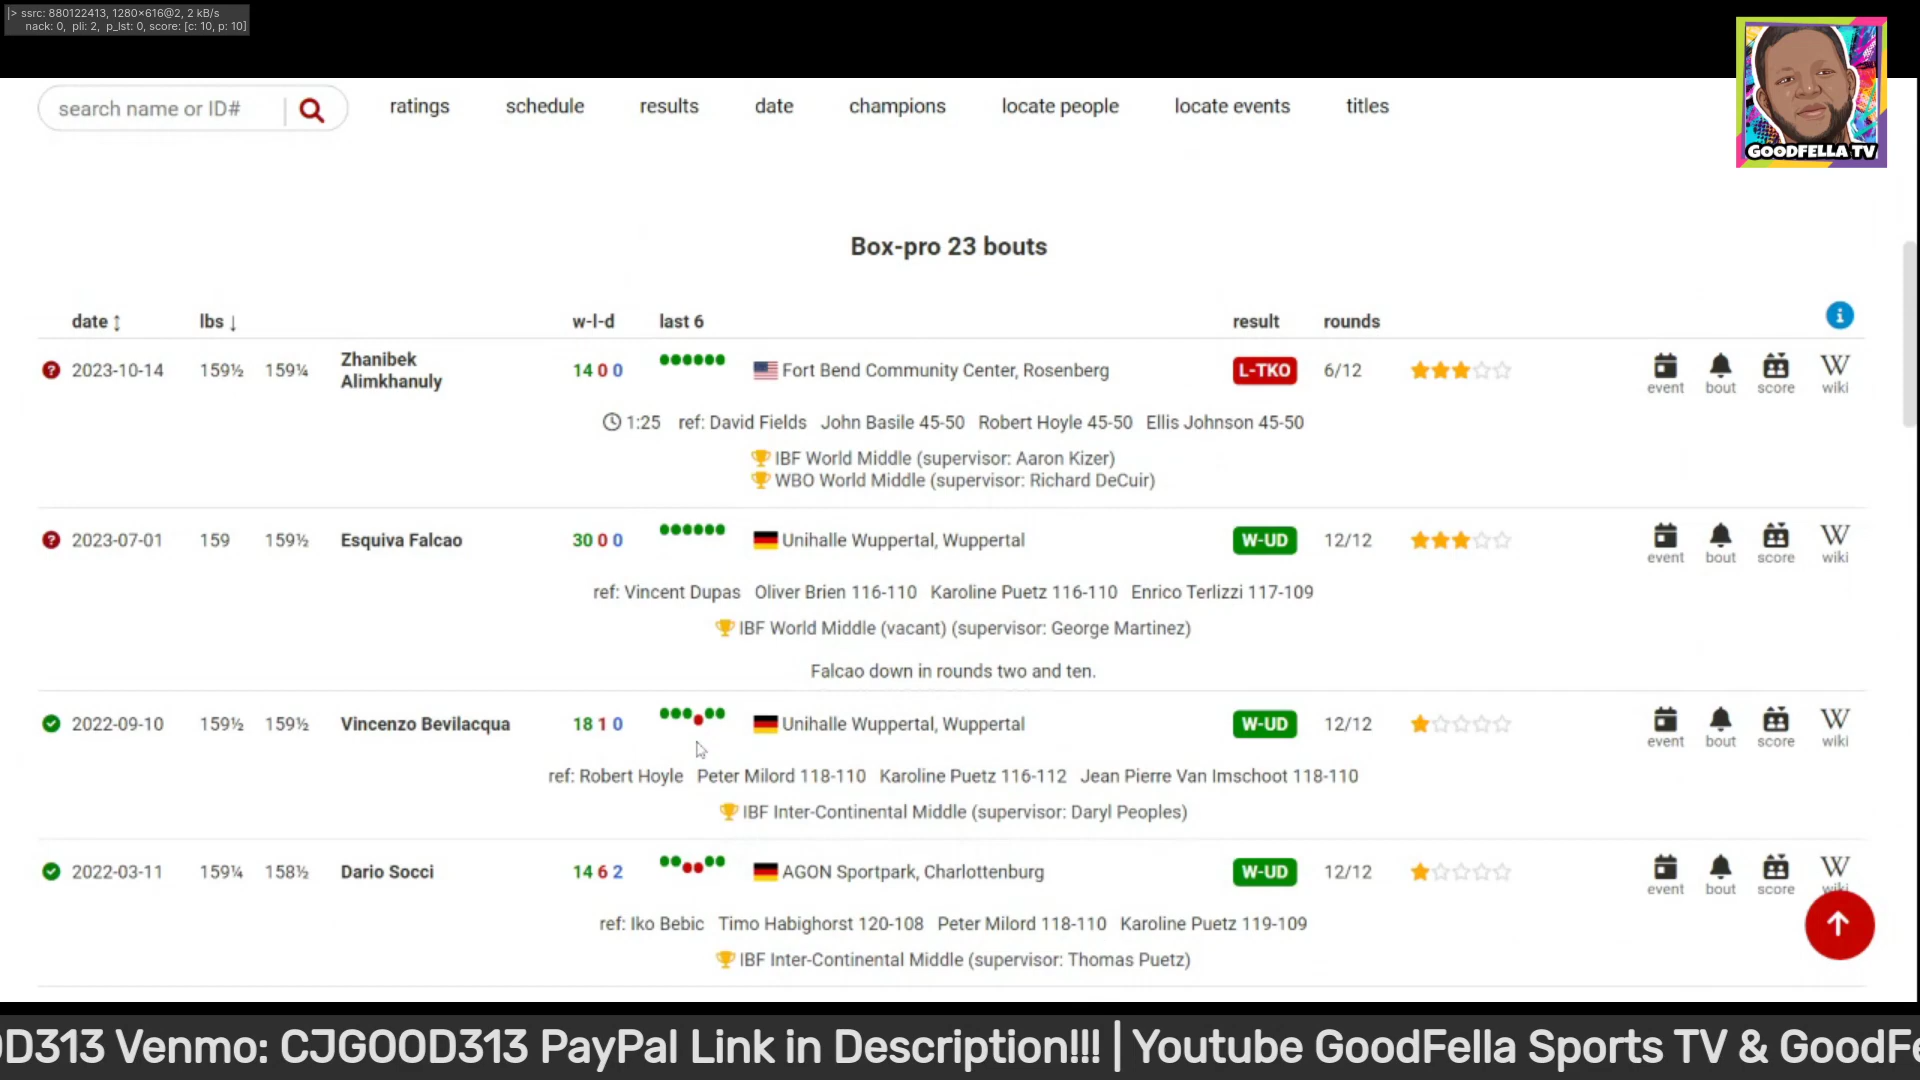 |> ssrc: 880122413, 1280×616@2, 2 kB/s
nack: 0, pli: 2, p_lst: 0, score: [c: 10, p: 10]
GOODFELLA TV
search name or ID# ratings schedule results date champions locate people locate events titles
Box-pro 23 bouts
date ↕ lbs ↓ w-l-d last 6 result rounds
2023-10-14 159½ 159¾ Zhanibek Alimkhanuly 14 0 0 Fort Bend Community Center, Rosenberg L-TKO 6/12 event bout score W wiki
1:25 ref: David Fields John Basile 45-50 Robert Hoyle 45-50 Ellis Johnson 45-50
IBF World Middle (supervisor: Aaron Kizer)
WBO World Middle (supervisor: Richard DeCuir)
2023-07-01 159 159½ Esquiva Falcao 30 0 0 Unihalle Wuppertal, Wuppertal W-UD 12/12 event bout score W wiki
ref: Vincent Dupas Oliver Brien 116-110 Karoline Puetz 116-110 Enrico Terlizzi 117-109
IBF World Middle (vacant) (supervisor: George Martinez)
Falcao down in rounds two and ten.
2022-09-10 159½ 159½ Vincenzo Bevilacqua 18 1 0 Unihalle Wuppertal, Wuppertal W-UD 12/12 event bout score W wiki
ref: Robert Hoyle Peter Milord 118-110 Karoline Puetz 116-112 Jean Pierre Van Imschoot 118-110
IBF Inter-Continental Middle (supervisor: Daryl Peoples)
2022-03-11 159¼ 158½ Dario Socci 14 6 2 AGON Sportpark, Charlottenburg W-UD 12/12 event bout score W wiki
ref: Iko Bebic Timo Habighorst 120-108 Peter Milord 118-110 Karoline Puetz 119-109
IBF Inter-Continental Middle (supervisor: Thomas Puetz)
OD313 Venmo: CJGOOD313 PayPal Link in Description!!! | Youtube GoodFella Sports TV & GoodFe